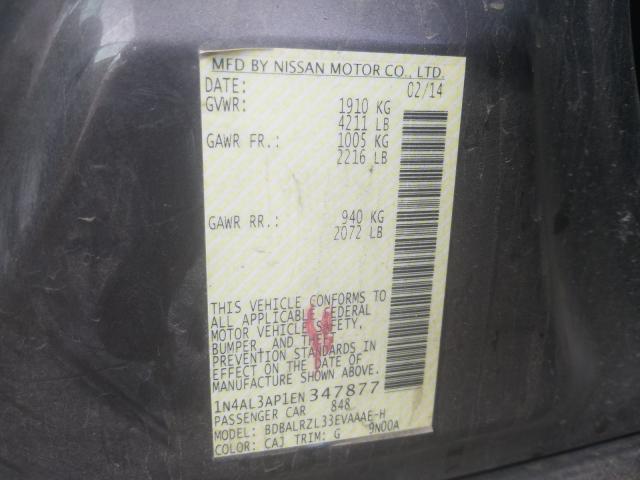 MFD BY NISSAN MOTOR CO., LTD.
DATE: 02/14
GVWR: 1910 KG
4211 LB
GAWR FR.: 1005 KG
2216 LB
GAWR RR.: 940 KG
2072 LB
THIS VEHICLE CONFORMS TO
ALL APPLICABLE FEDERAL
MOTOR VEHICLE SAFETY,
BUMPER, AND THEFT
PREVENTION STANDARDS IN
EFFECT ON THE DATE OF
MANUFACTURE SHOWN ABOVE.
1N4AL3AP1EN347877
PASSENGER CAR 848
MODEL: BDBALRZL33EVAAAE-H
COLOR: CAJ TRIM: G 9N00A